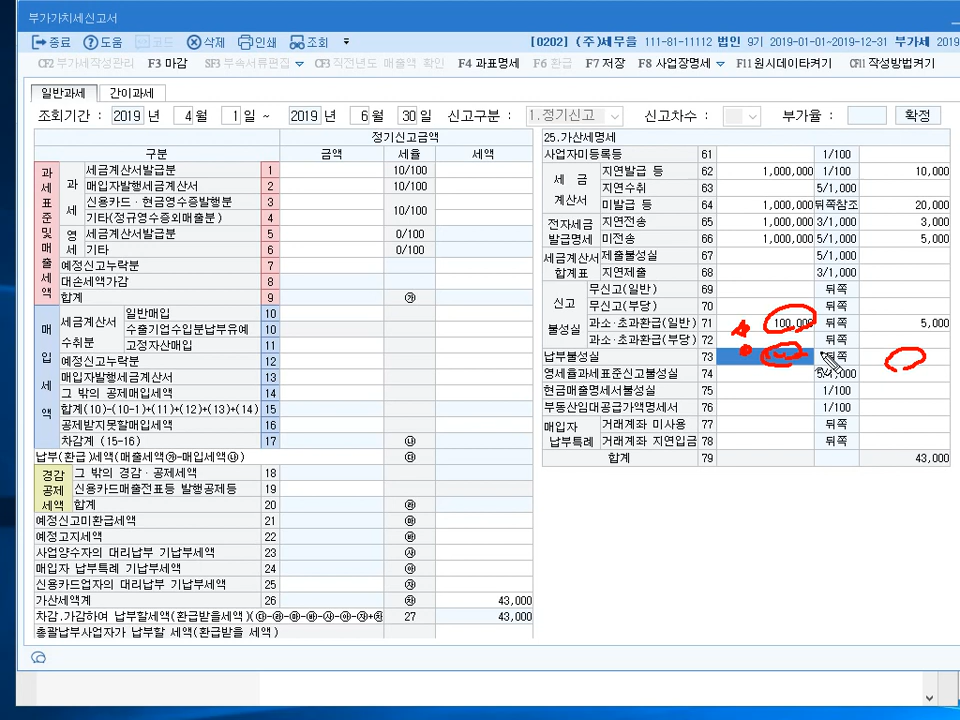 부가가치세신고서
종료 도움 코드 삭제 인쇄 조회 [0202] (주)세무을 111-81-11112 법인 9기 2019-01-01~2019-12-31 부가세 2019
CF2 부가세작성관리 F3 마감 SF3 부속서류편집 CF3 직전년도 매출액 확인 F4 과표명세 F6 환급 F7 저장 F8 사업장명세 F11 원시데이타켜기 CF11 작성방법켜기
일반과세 간이과세
조회기간 : 2019 년 4 월 1 일 ~ 2019 년 6 월 30 일 신고구분 : 1.정기신고 신고차수 : 부가율 : 확정
정기신고금액
구분 금액 세율 세액
과세표준및매출세액
과세
세금계산서발급분 1 10/100
매입자발행세금계산서 2 10/100
신용카드·현금영수증발행분 3
기타(정규영수증외매출분) 4
10/100
영세
세금계산서발급분 5 0/100
기타 6 0/100
예정신고누락분 7
대손세액가감 8
합계 9 ㉮
매입세액
세금계산서
수취분
일반매입 10
수출기업수입분납부유예 10
고정자산매입 11
예정신고누락분 12
매입자발행세금계산서 13
그 밖의 공제매입세액 14
합계(10)-(10-1)+(11)+(12)+(13)+(14) 15
공제받지못할매입세액 16
차감계 (15-16) 17 ㉯
납부(환급)세액(매출세액㉮-매입세액㉯) ㉰
경감
공제
세액
그 밖의 경감·공제세액 18
신용카드매출전표등 발행공제등 19
합계 20 ㉱
예정신고미환급세액 21 ㉲
예정고지세액 22 ㉳
사업양수자의 대리납부 기납부세액 23 ㉴
매입자 납부특례 기납부세액 24 ㉵
신용카드업자의 대리납부 기납부세액 25 ㉶
가산세액계 26 ㉷ 43,000
차감.가감하여 납부할세액(환급받을세액)(㉰-㉱-㉲-㉳-㉴-㉵-㉶+㉷ 27 43,000
총괄납부사업자가 납부할 세액(환급받을 세액)
25.가산세명세
사업자미등록등 61 1/100
세 금
계산서
지연발급 등 62 1,000,000 1/100 10,000
지연수취 63 5/1,000
미발급 등 64 1,000,000 뒤쪽참조 20,000
전자세금
발급명세
지연전송 65 1,000,000 3/1,000 3,000
미전송 66 1,000,000 5/1,000 5,000
세금계산서
합계표
제출불성실 67 5/1,000
지연제출 68 3/1,000
신고
불성실
무신고(일반) 69 뒤쪽
무신고(부당) 70 뒤쪽
과소·초과환급(일반) 71 100,000 뒤쪽 5,000
과소·초과환급(부당) 72 뒤쪽
납부불성실 73 뒤쪽
영세율과세표준신고불성실 74 5/1,000
현금매출명세서불성실 75 1/100
부동산임대공급가액명세서 76 1/100
매입자
납부특례
거래계좌 미사용 77 뒤쪽
거래계좌 지연입금 78 뒤쪽
합계 79 43,000